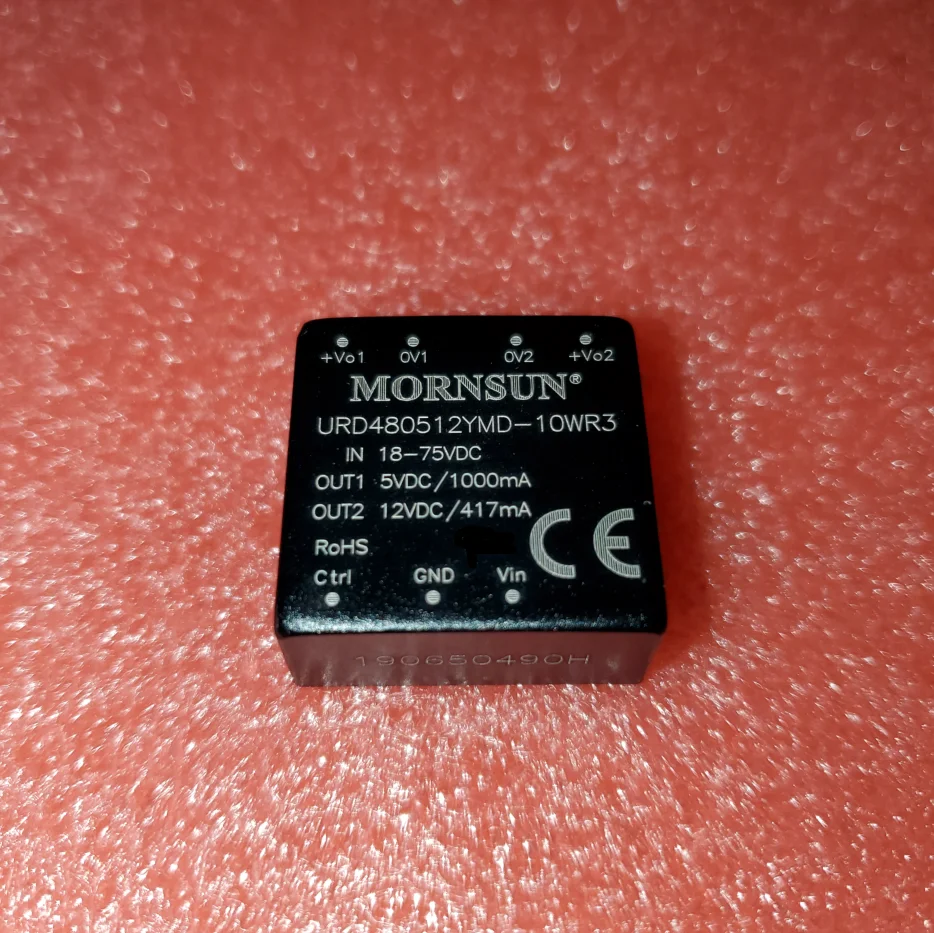 +Vo1 0V1 0V2 +Vo2
MORNSUN®
URD480512YMD-10WR3
IN 18-75VDC
OUT1 5VDC/1000mA
OUT2 12VDC/417mA
RoHS CE
Ctrl GND Vin
190650490H